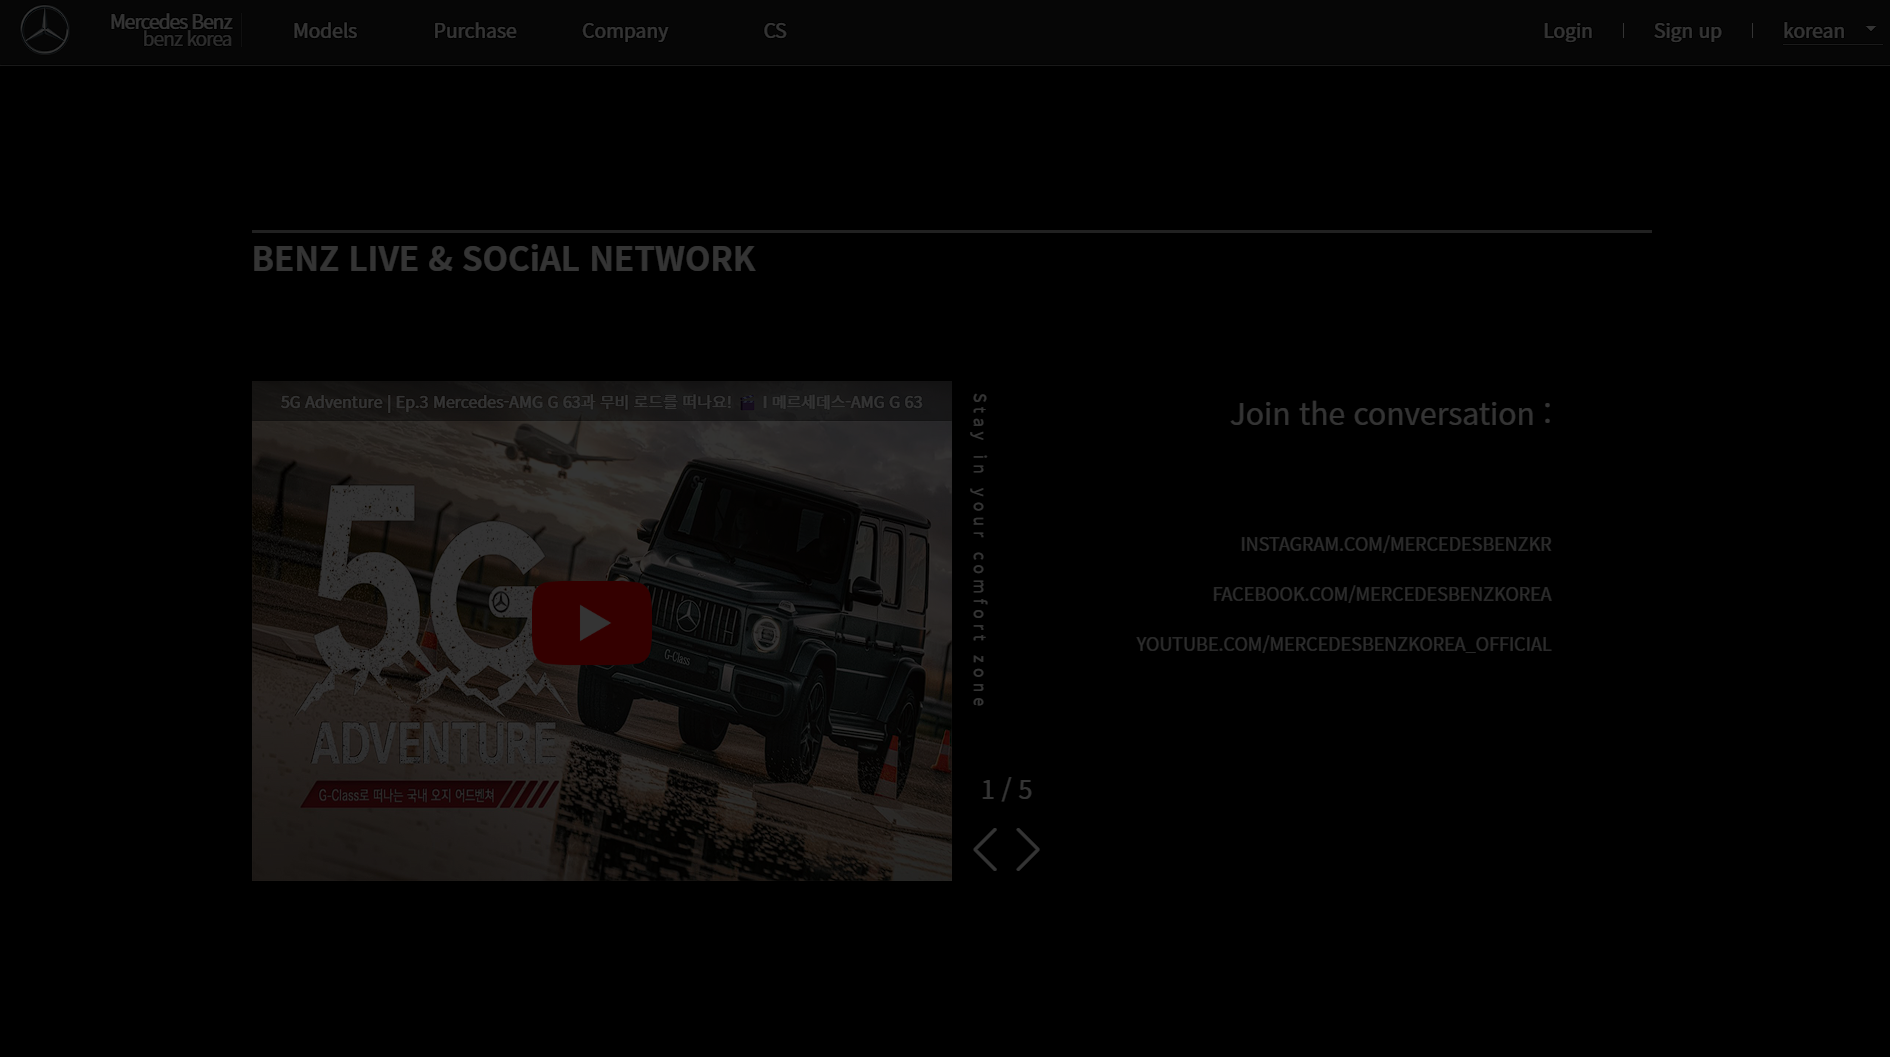 Mercedes Benz
benz korea
Models
Purchase
Company
CS
Login
Sign up
korean
BENZ LIVE & SOCiAL NETWORK
5G Adventure | Ep.3 Mercedes-AMG G 63과 무비 로드를 떠나요! 🎬 I 메르세데스-AMG G 63
5G
ADVENTURE
G-Class로 떠나는 국내 오지 어드벤쳐
G-Class
Stay in your comfort zone
1 / 5
Join the conversation :
INSTAGRAM.COM/MERCEDESBENZKR
FACEBOOK.COM/MERCEDESBENZKOREA
YOUTUBE.COM/MERCEDESBENZKOREA_OFFICIAL